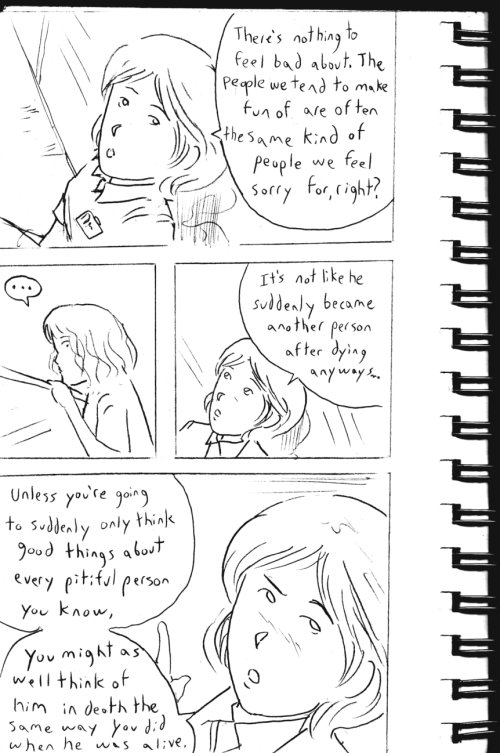 There's nothing to
feel bad about. The
people we tend to make
fun of are often
the same kind of
people we feel
sorry for, right?
...
It's not like he
suddenly became
another person
after dying
anyways...
Unless you're going
to suddenly only think
good things about
every pitiful person
you know,
You might as
well think of
him in death the
same way you did
when he was alive.